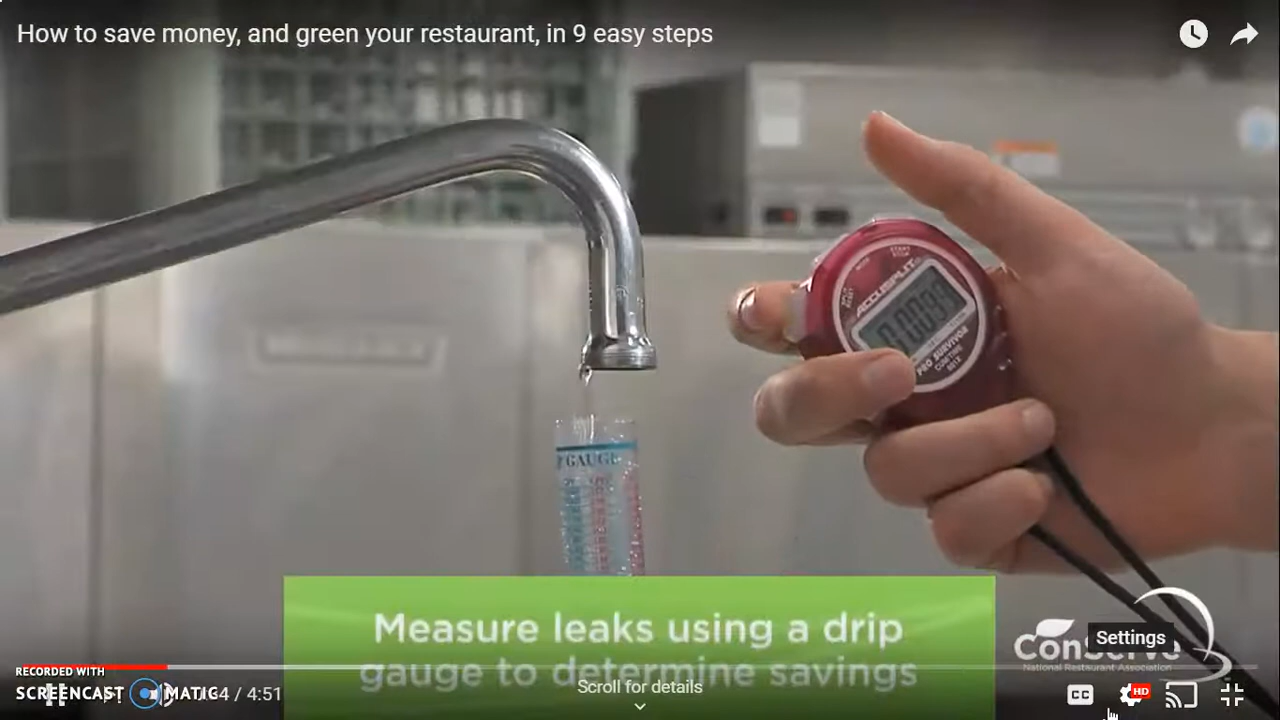 How to save money, and green your restaurant, in 9 easy steps
ACCUSPLIT
PRO SURVIVOR
GAUGE
Measure leaks using a drip
gauge to determine savings
Conserve
National Restaurant Association
Settings
RECORDED WITH
SCREENCAST MATIC
/ 4:51
Scroll for details
CC
HD